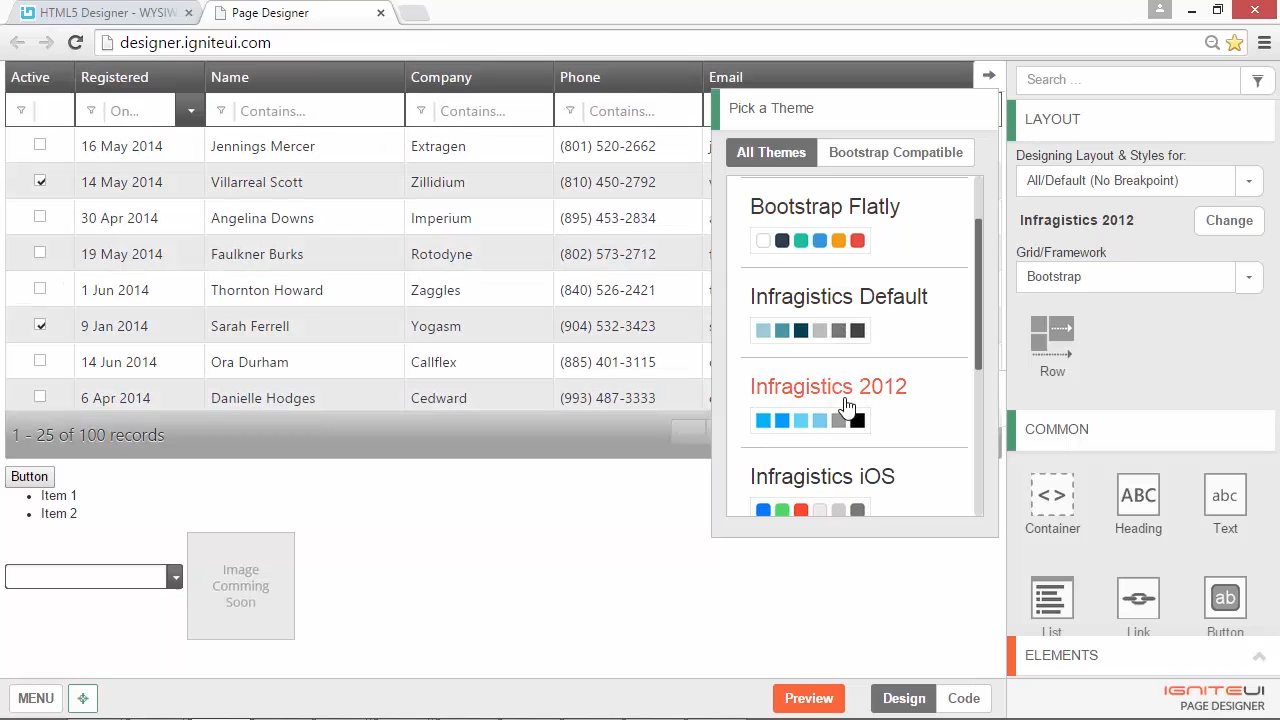 HTML5 Designer - WYSIW
Page Designer
designer.igniteui.com
Active Registered Name Company Phone Email
On... Contains... Contains... Contains...
16 May 2014 Jennings Mercer Extragen (801) 520-2662
14 May 2014 Villarreal Scott Zillidium (810) 450-2792
30 Apr 2014 Angelina Downs Imperium (895) 453-2834
19 May 2014 Faulkner Burks Rotodyne (802) 573-2712
1 Jun 2014 Thornton Howard Zaggles (840) 526-2421
9 Jan 2014 Sarah Ferrell Yogasm (904) 532-3423
14 Jun 2014 Ora Durham Callflex (885) 401-3115
6 Apr 2014 Danielle Hodges Cedward (993) 487-3333
1 - 25 of 100 records
Button
Item 1
Item 2
Image
Comming
Soon
Pick a Theme
All Themes Bootstrap Compatible
Bootstrap Flatly
Infragistics Default
Infragistics 2012
Infragistics iOS
Search ...
LAYOUT
Designing Layout & Styles for:
All/Default (No Breakpoint)
Infragistics 2012 Change
Grid/Framework
Bootstrap
Row
COMMON
<> ABC abc
Container Heading Text
ab
List Link Button
ELEMENTS
MENU Preview Design Code
IGNITEUI
PAGE DESIGNER